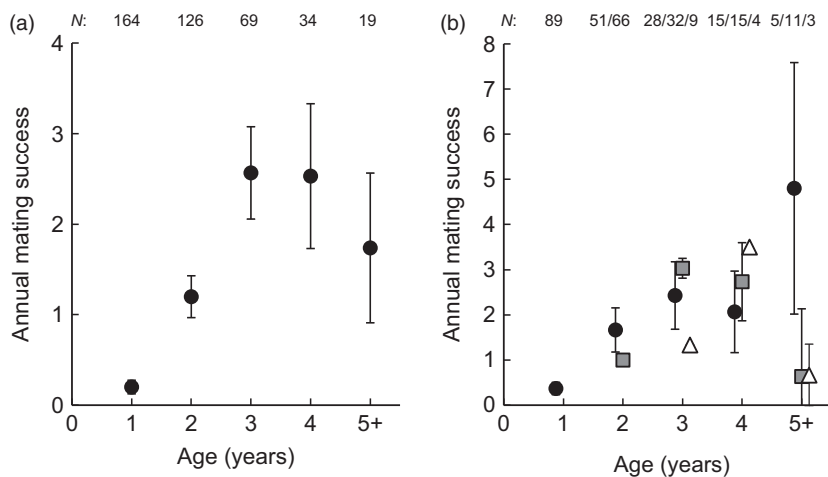 (a) N: 164 126 69 34 19
4
3
2
1
0
Annual mating success
0 1 2 3 4 5+
Age (years)
(b) N: 89 51/66 28/32/9 15/15/4 5/11/3
8
7
6
5
4
3
2
1
0
Annual mating success
0 1 2 3 4 5+
Age (years)